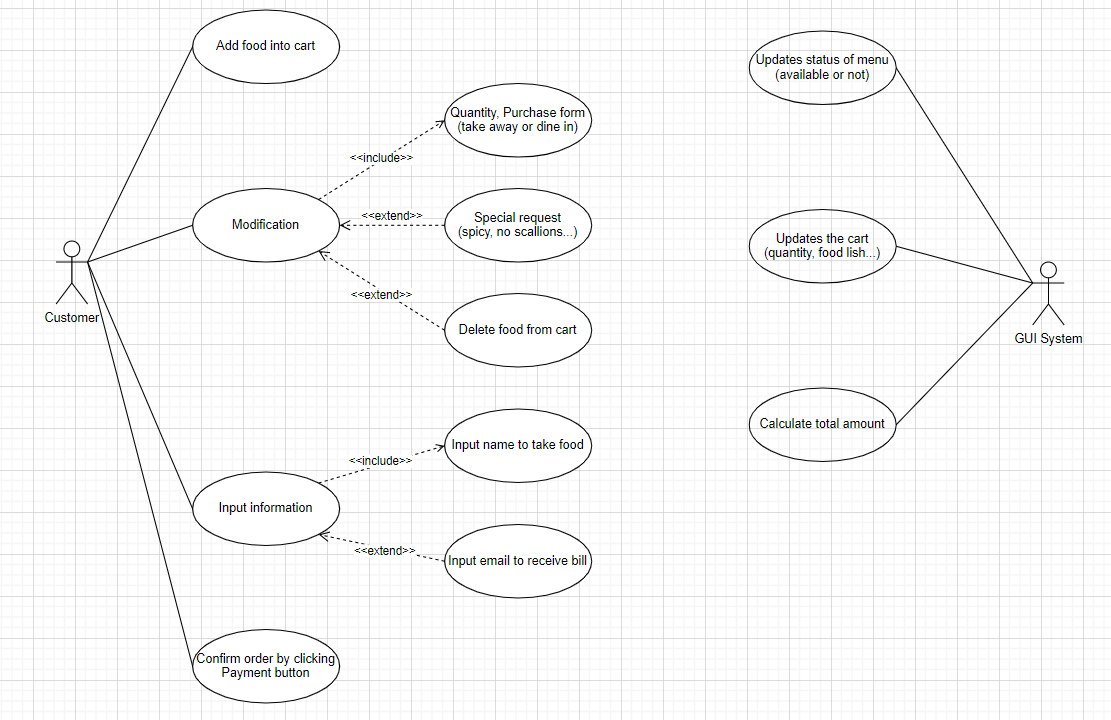 Add food into cart
Updates status of menu
(available or not)
Quantity, Purchase form
(take away or dine in)
<<include>>
Modification
<<extend>>
Special request
(spicy, no scallions...)
Updates the cart
(quantity, food lish...)
<<extend>>
Customer
Delete food from cart
GUI System
Calculate total amount
Input name to take food
<<include>>
Input information
<<extend>>
Input email to receive bill
Confirm order by clicking
Payment button